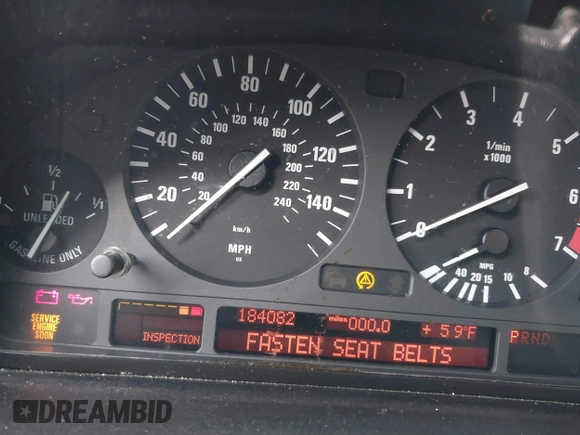 1/2
1/1
UNLEADED
GASOLINE ONLY
20 40 60 80 100 120 140
20 40 60 80 100 120 140 160 180 200 220 240
km/h
MPH
0 1 2 3 4 5 6 7
1/min
x1000
MPG
40 20 15 10 8
SERVICE
ENGINE
SOON
INSPECTION
184082 miles 000.0 + 59°F
FASTEN SEAT BELTS
PRND
DREAMBID